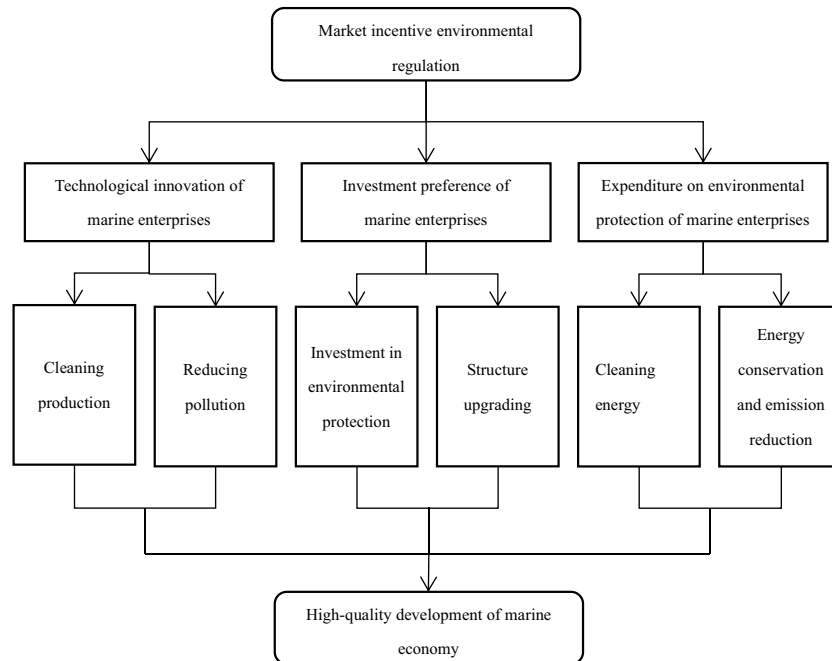 Market incentive environmental
regulation
Technological innovation of
marine enterprises
Investment preference of
marine enterprises
Expenditure on environmental
protection of marine enterprises
Cleaning
production
Reducing
pollution
Investment in
environmental
protection
Structure
upgrading
Cleaning
energy
Energy
conservation
and emission
reduction
High-quality development of marine
economy